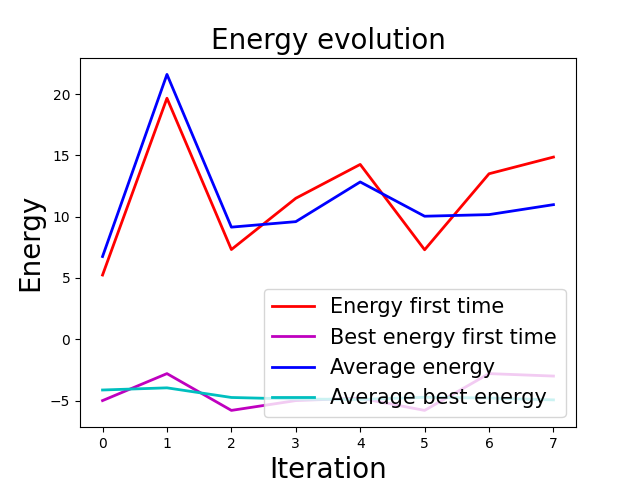 Energy evolution
Energy
20
15
10
5
0
−5
Energy first time
Best energy first time
Average energy
Average best energy
0 1 2 3 4 5 6 7
Iteration